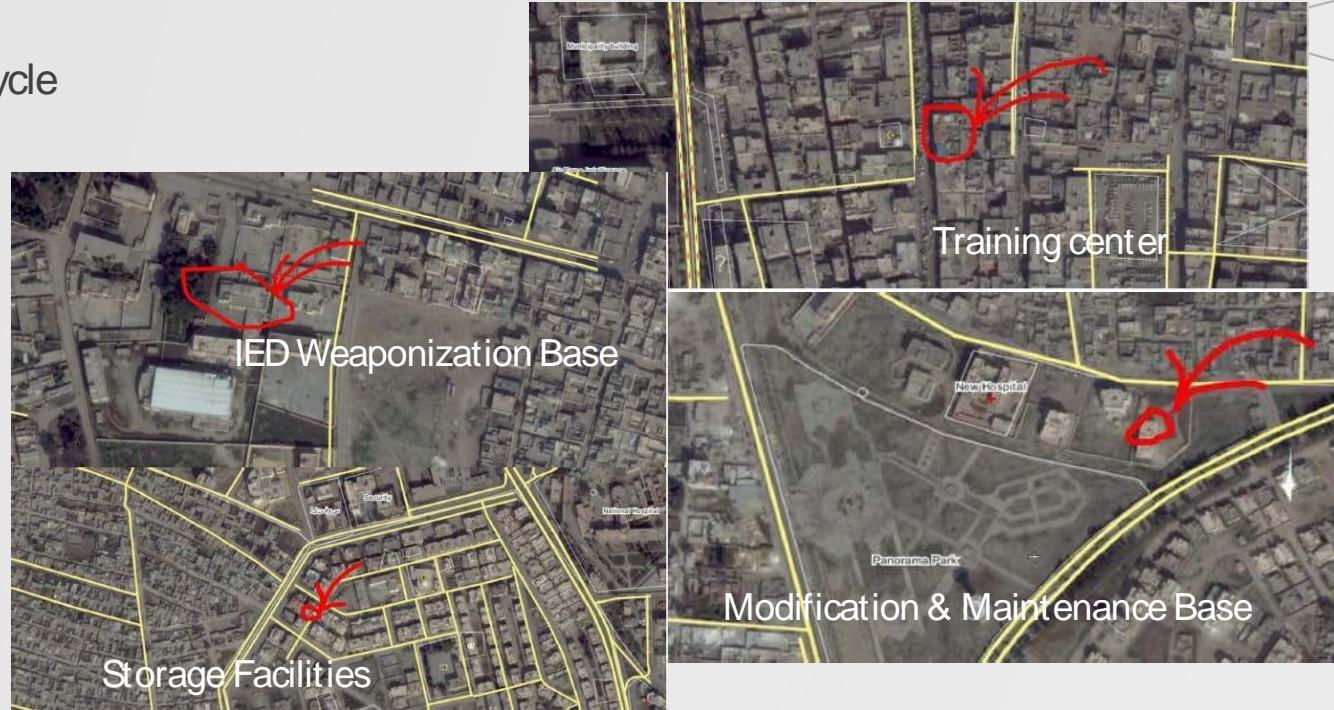 ycle
Municipality building
Training center
IED Weaponization Base
New Hospital
Panorama Park
Modification & Maintenance Base
Security
National Hospital
Storage Facilities